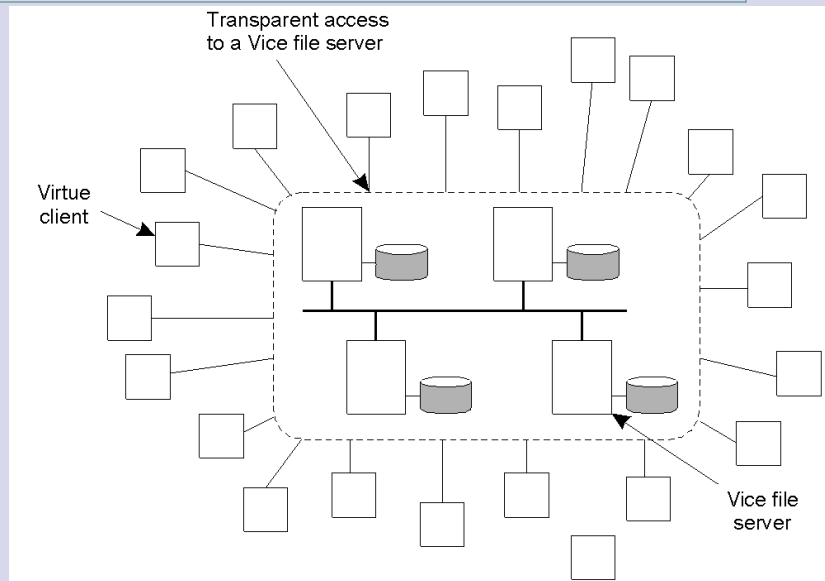 Transparent access
to a Vice file server
Virtue
client
Vice file
server